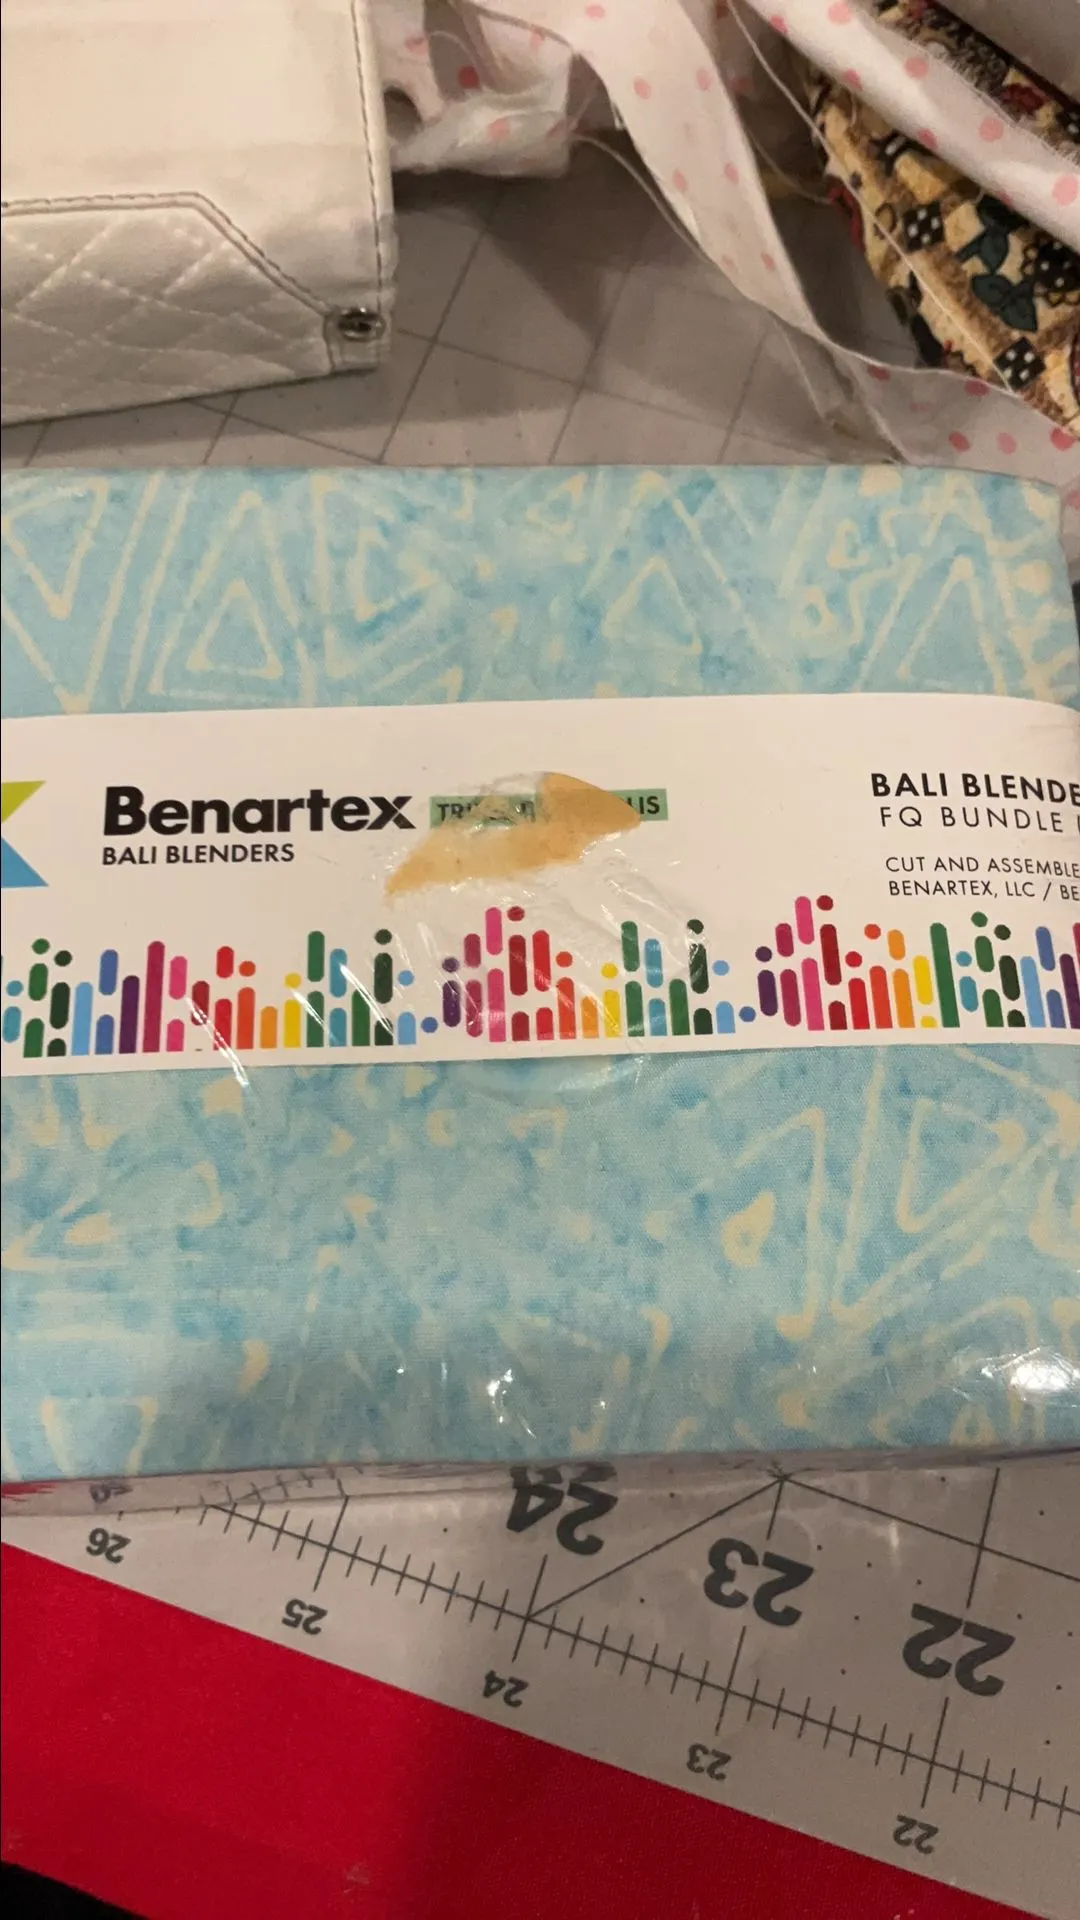 Benartex
BALI BLENDERS
BALI BLENDE
FQ BUNDLE
CUT AND ASSEMBLE
BENARTEX, LLC / BE
26
25
24
23
22
24
23
22